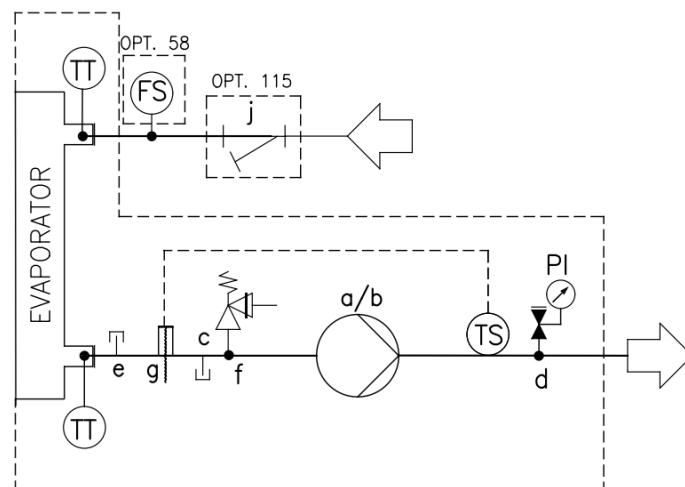 OPT. 58
TT
FS
OPT. 115
j
EVAPORATOR
PI
a/b
c
TS
e
g
f
d
TT